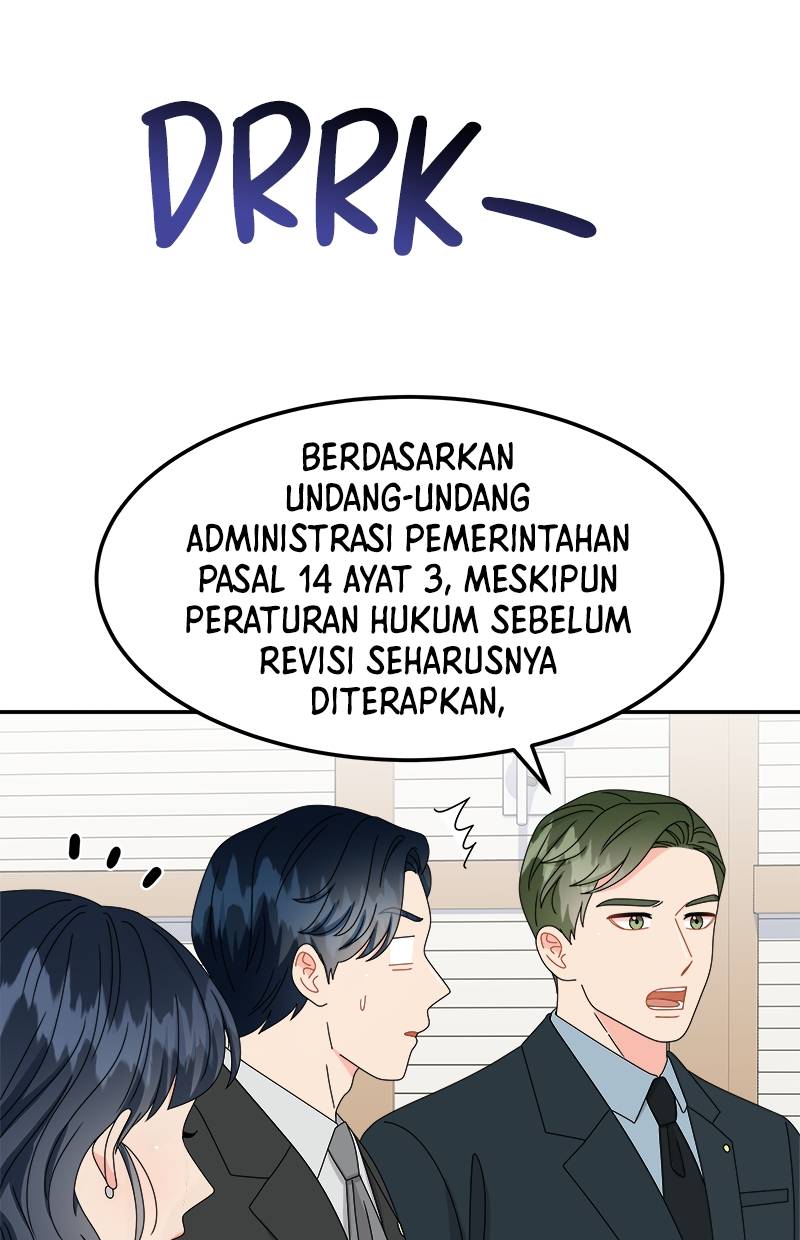 DRRK—
BERDASARKAN
UNDANG-UNDANG
ADMINISTRASI PEMERINTAHAN
PASAL 14 AYAT 3, MESKIPUN
PERATURAN HUKUM SEBELUM
REVISI SEHARUSNYA
DITERAPKAN,